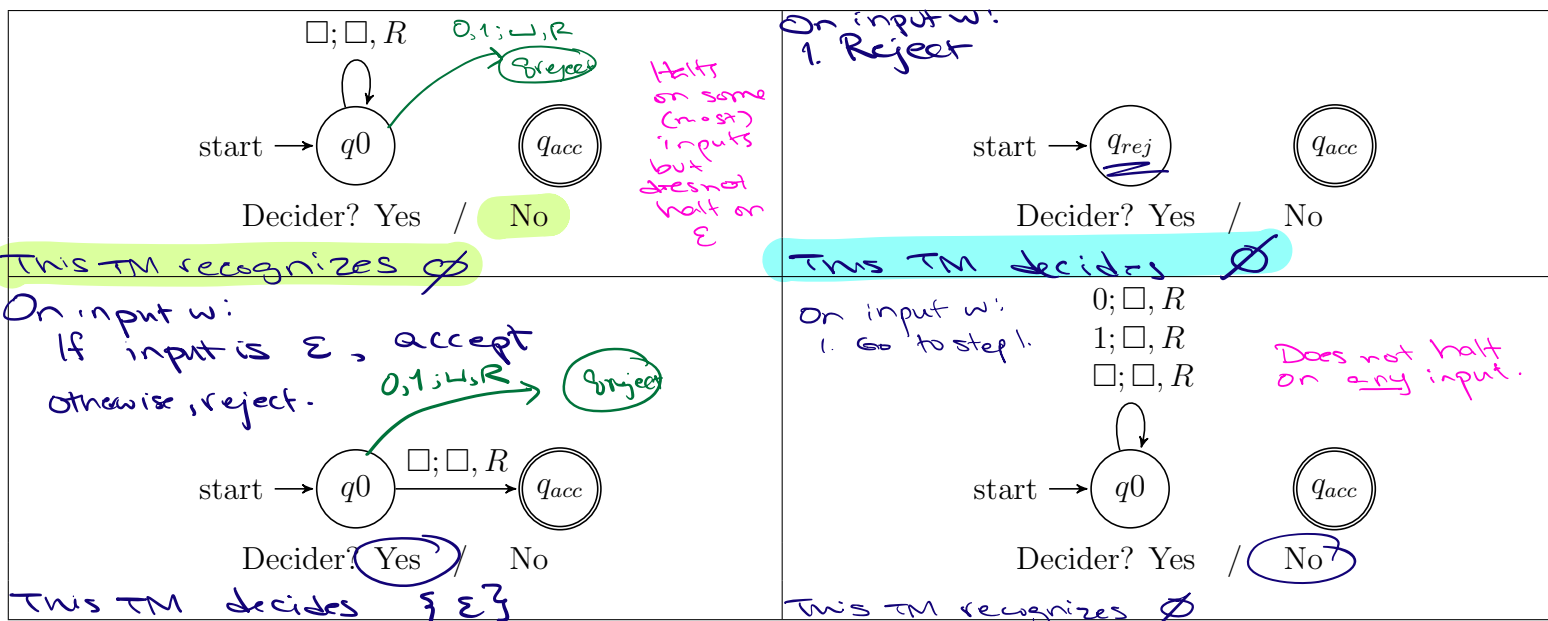 □; □, R
0,1; ⊔, R
qreject
start
q0
qacc
Halts
on some
(most)
inputs
but
does not
halt on
ε
Decider? Yes / No
This TM recognizes ∅
On input w:
1. Reject
start
qrej
qacc
Decider? Yes / No
This TM decides ∅
On input w:
If input is ε, accept
otherwise, reject.
0,1; ⊔, R
qreject
start
q0
□; □, R
qacc
Decider? Yes / No
This TM decides {ε}
On input w:
1. Go to step 1.
0; □, R
1; □, R
□; □, R
Does not halt
on any input.
start
q0
qacc
Decider? Yes / No
This TM recognizes ∅